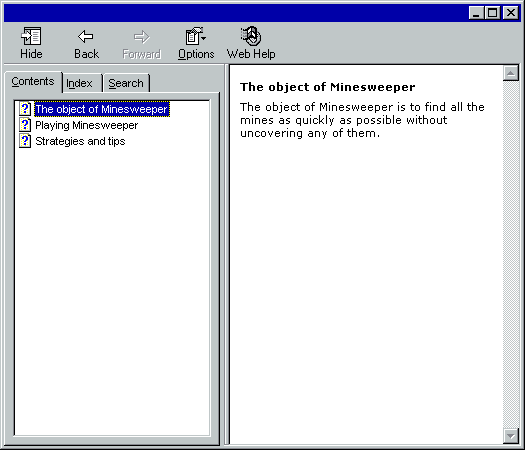 Hide Back Forward Options Web Help
Contents Index Search
The object of Minesweeper
Playing Minesweeper
Strategies and tips
The object of Minesweeper
The object of Minesweeper is to find all the
mines as quickly as possible without
uncovering any of them.